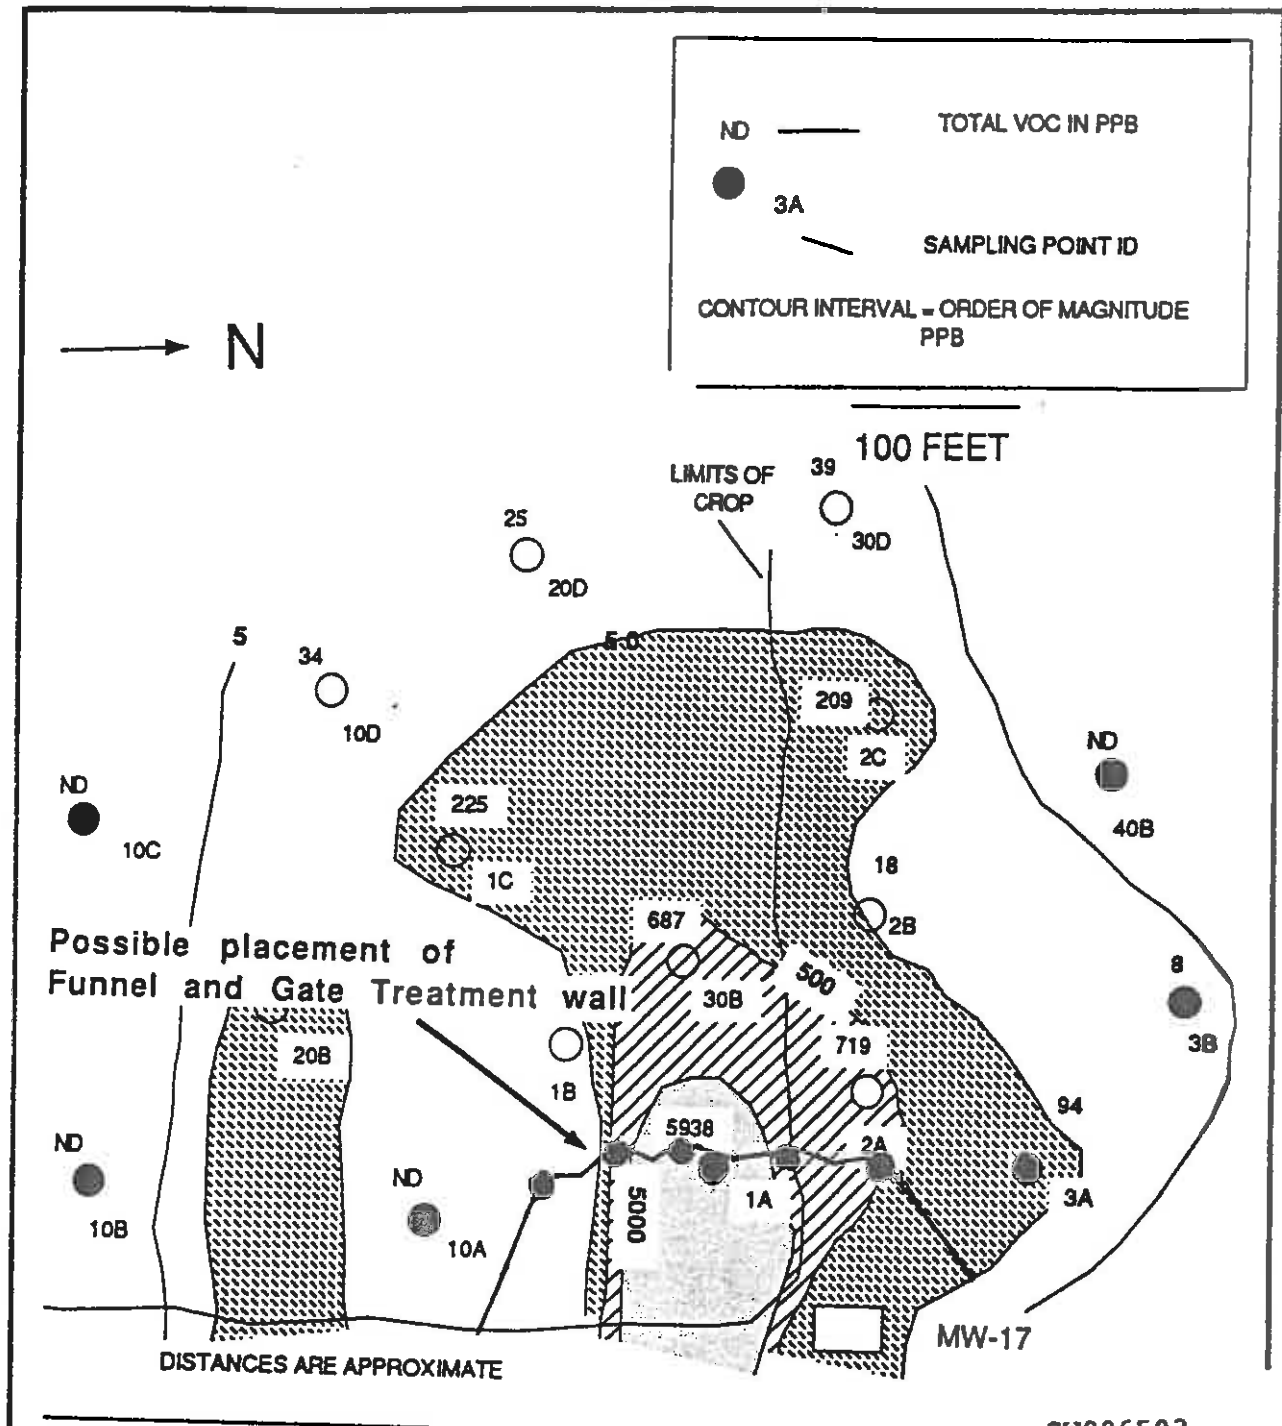 ND
TOTAL VOC IN PPB
3A
SAMPLING POINT ID
CONTOUR INTERVAL = ORDER OF MAGNITUDE
PPB
N
100 FEET
LIMITS OF
CROP
39
30D
25
20D
5
34
10D
50
209
2C
ND
40B
ND
10C
225
1C
18
2B
687
30B
500
8
3B
Possible placement of
Funnel and Gate Treatment wall
20B
1B
719
2A
94
3A
ND
10B
ND
10A
5938
1A
5000
MW-17
DISTANCES ARE APPROXIMATE